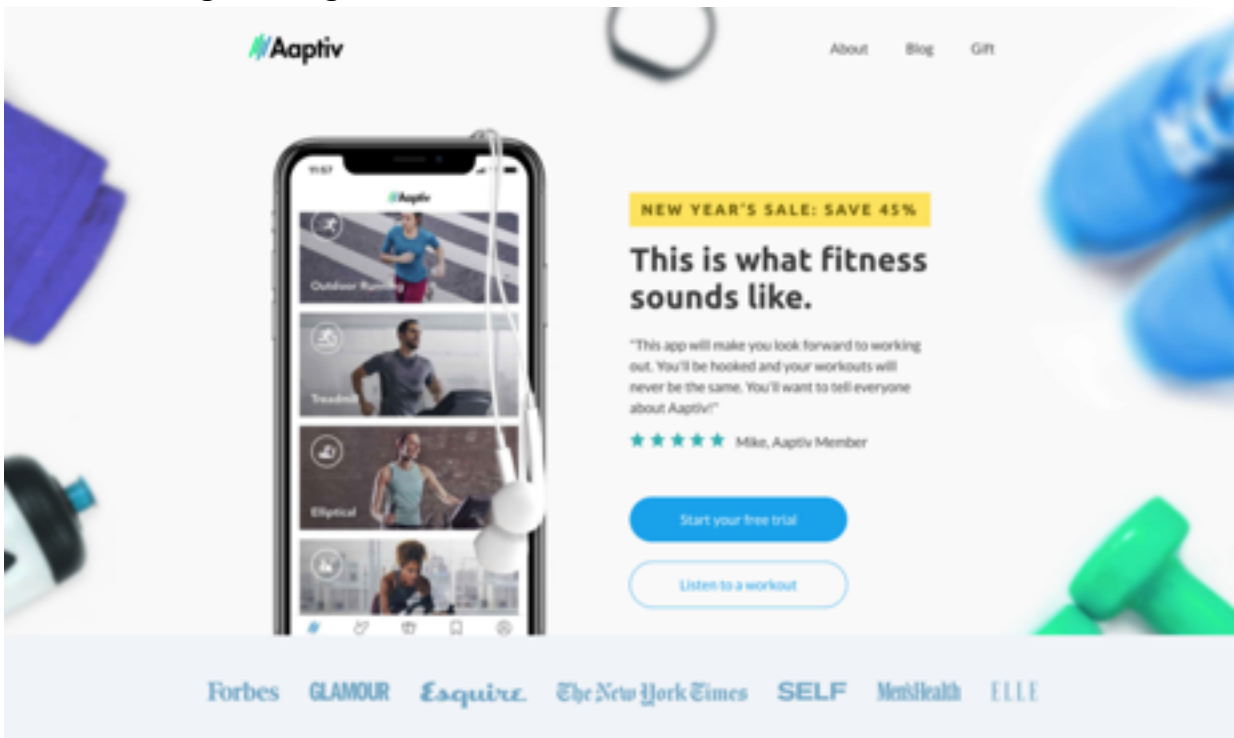 Aaptiv
About Blog Gift
11:57
Aaptiv
Outdoor Running
Treadmill
Elliptical
NEW YEAR'S SALE: SAVE 45%
This is what fitness
sounds like.
"This app will make you look forward to working
out. You'll be hooked and your workouts will
never be the same. You'll want to tell everyone
about Aaptiv!"
Mike, Aaptiv Member
Start your free trial
Listen to a workout
Forbes GLAMOUR Esquire The New York Times SELF Men'sHealth ELLE